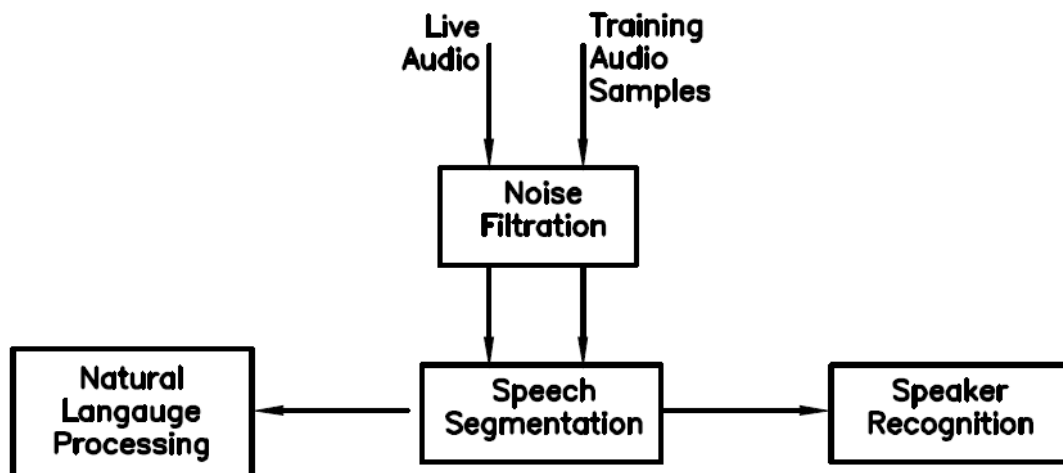 Live
Audio
Training
Audio
Samples
Noise
Filtration
Natural
Langauge
Processing
Speech
Segmentation
Speaker
Recognition